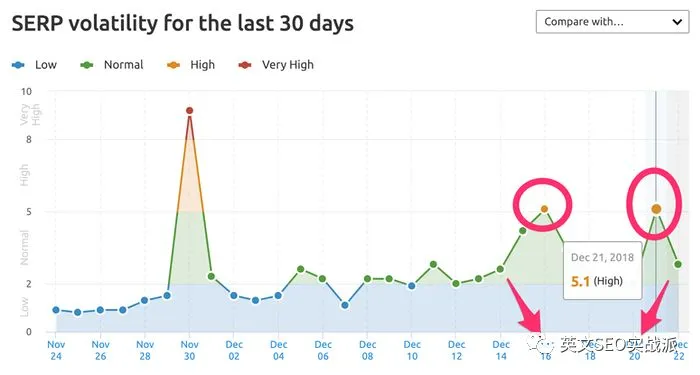 SERP volatility for the last 30 days
Compare with...
Low
Normal
High
Very High
10
Very
High
8
High
5
Normal
2
Low
0
Dec 21, 2018
5.1 (High)
Nov
24
Nov
26
Nov
28
Nov
30
Dec
02
Dec
04
Dec
06
Dec
08
Dec
10
Dec
12
Dec
14
Dec
16
Dec
18
Dec
20
Dec
22
英文SEO实战派